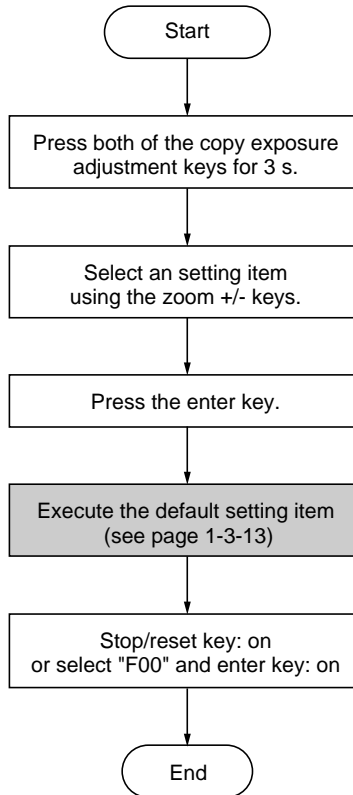 Start
Press both of the copy exposure
adjustment keys for 3 s.
Select an setting item
using the zoom +/- keys.
Press the enter key.
Execute the default setting item
(see page 1-3-13)
Stop/reset key: on
or select "F00" and enter key: on
End